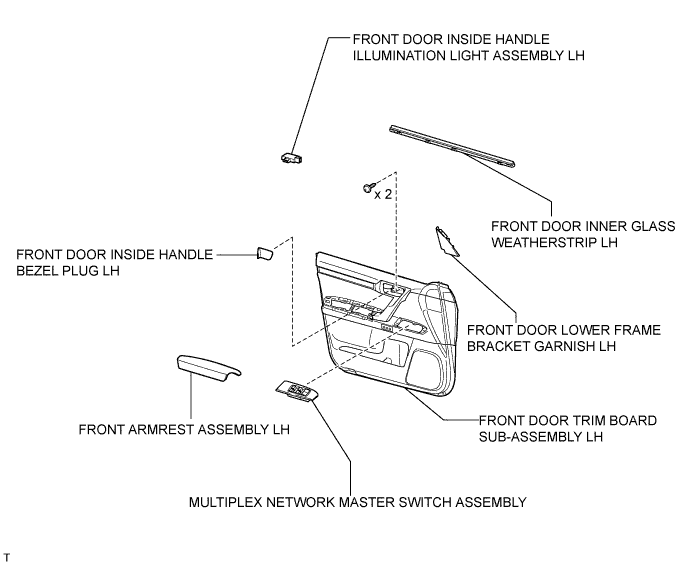 FRONT DOOR INSIDE HANDLE
ILLUMINATION LIGHT ASSEMBLY LH
x 2
FRONT DOOR INNER GLASS
WEATHERSTRIP LH
FRONT DOOR INSIDE HANDLE
BEZEL PLUG LH
FRONT DOOR LOWER FRAME
BRACKET GARNISH LH
FRONT ARMREST ASSEMBLY LH
FRONT DOOR TRIM BOARD
SUB-ASSEMBLY LH
MULTIPLEX NETWORK MASTER SWITCH ASSEMBLY
T